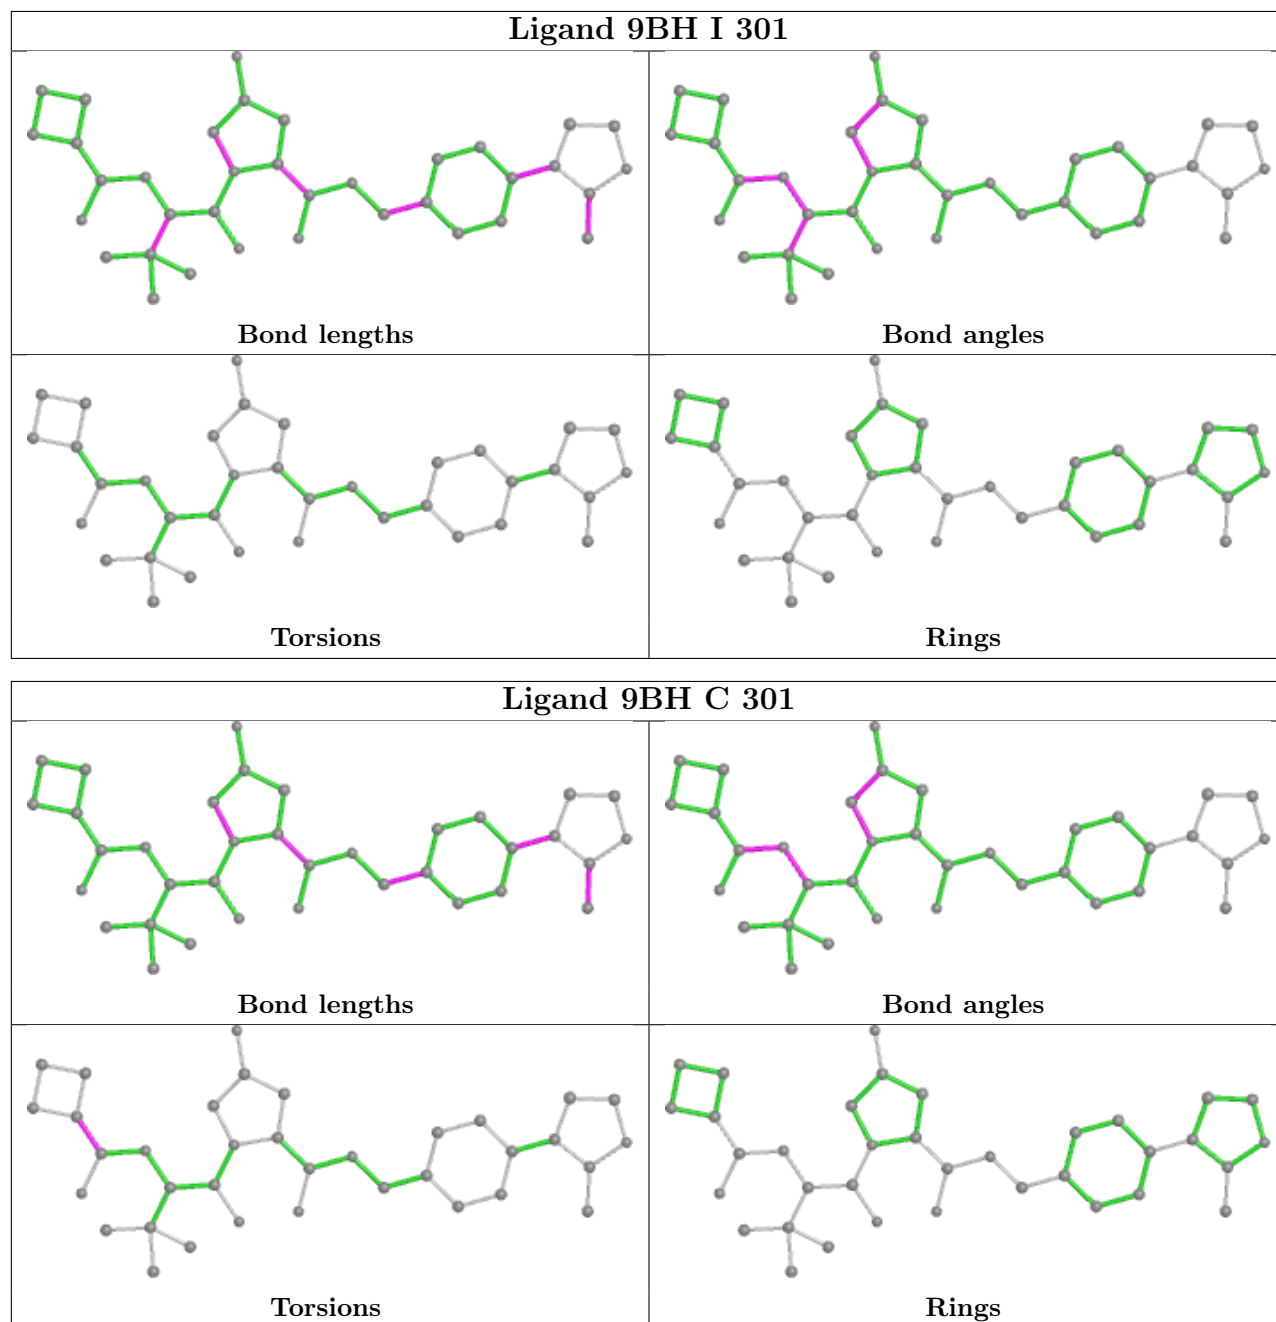 Ligand 9BH I 301
Bond lengths
Bond angles
Torsions
Rings
Ligand 9BH C 301
Bond lengths
Bond angles
Torsions
Rings